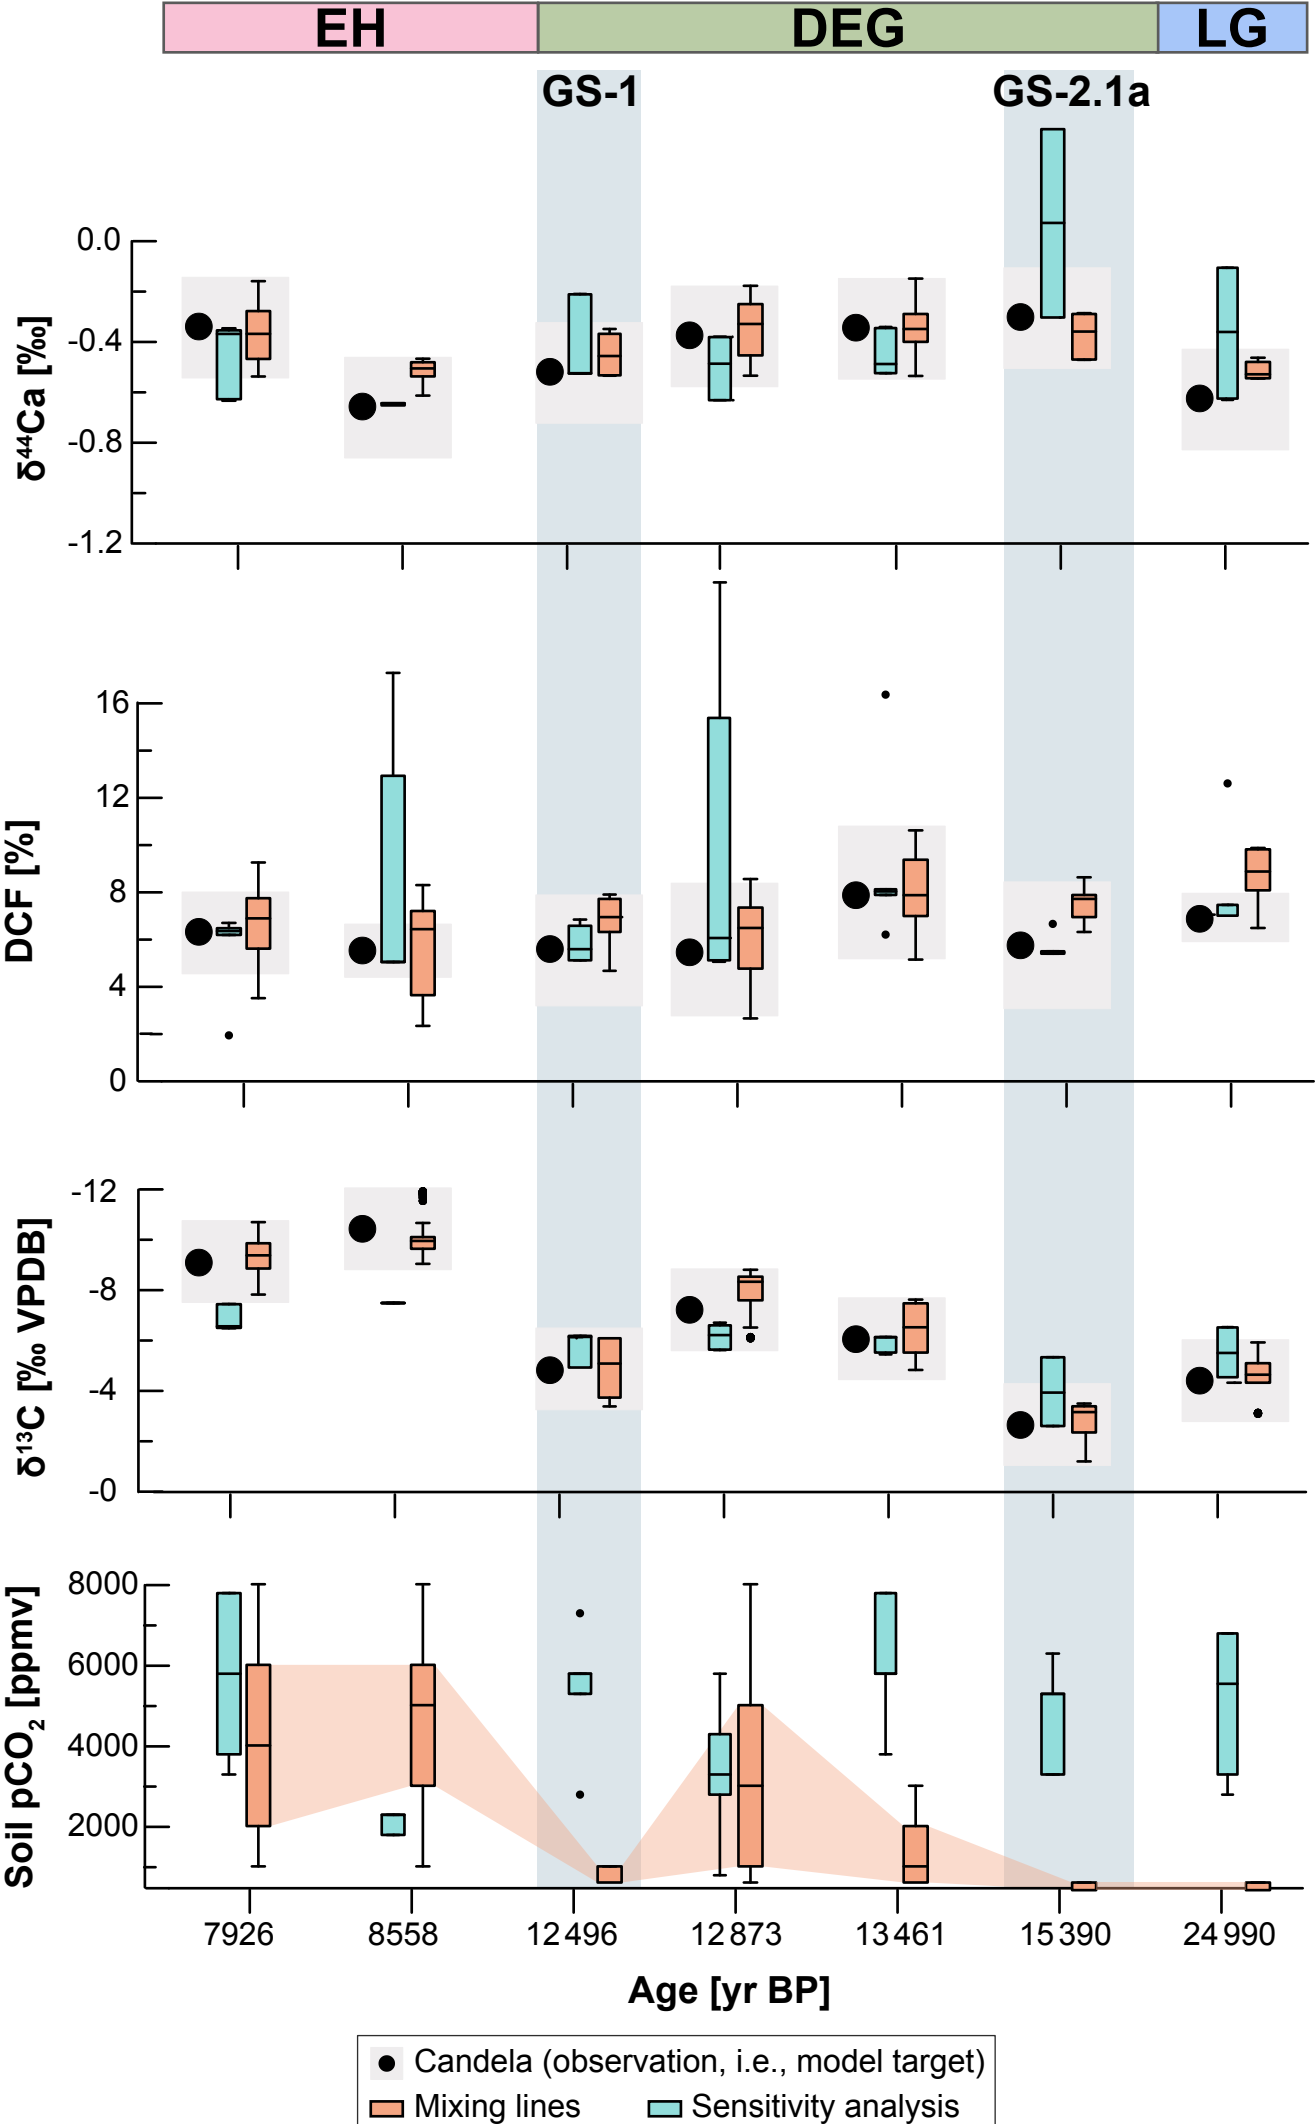 EH DEG LG
GS-1 GS-2.1a
δ⁴⁴Ca [‰]
0.0
-0.4
-0.8
-1.2
DCF [%]
16
12
8
4
0
δ¹³C [‰ VPDB]
-12
-8
-4
-0
Soil pCO₂ [ppmv]
8000
6000
4000
2000
7926 8558 12496 12873 13461 15390 24990
Age [yr BP]
Candela (observation, i.e., model target)
Mixing lines Sensitivity analysis